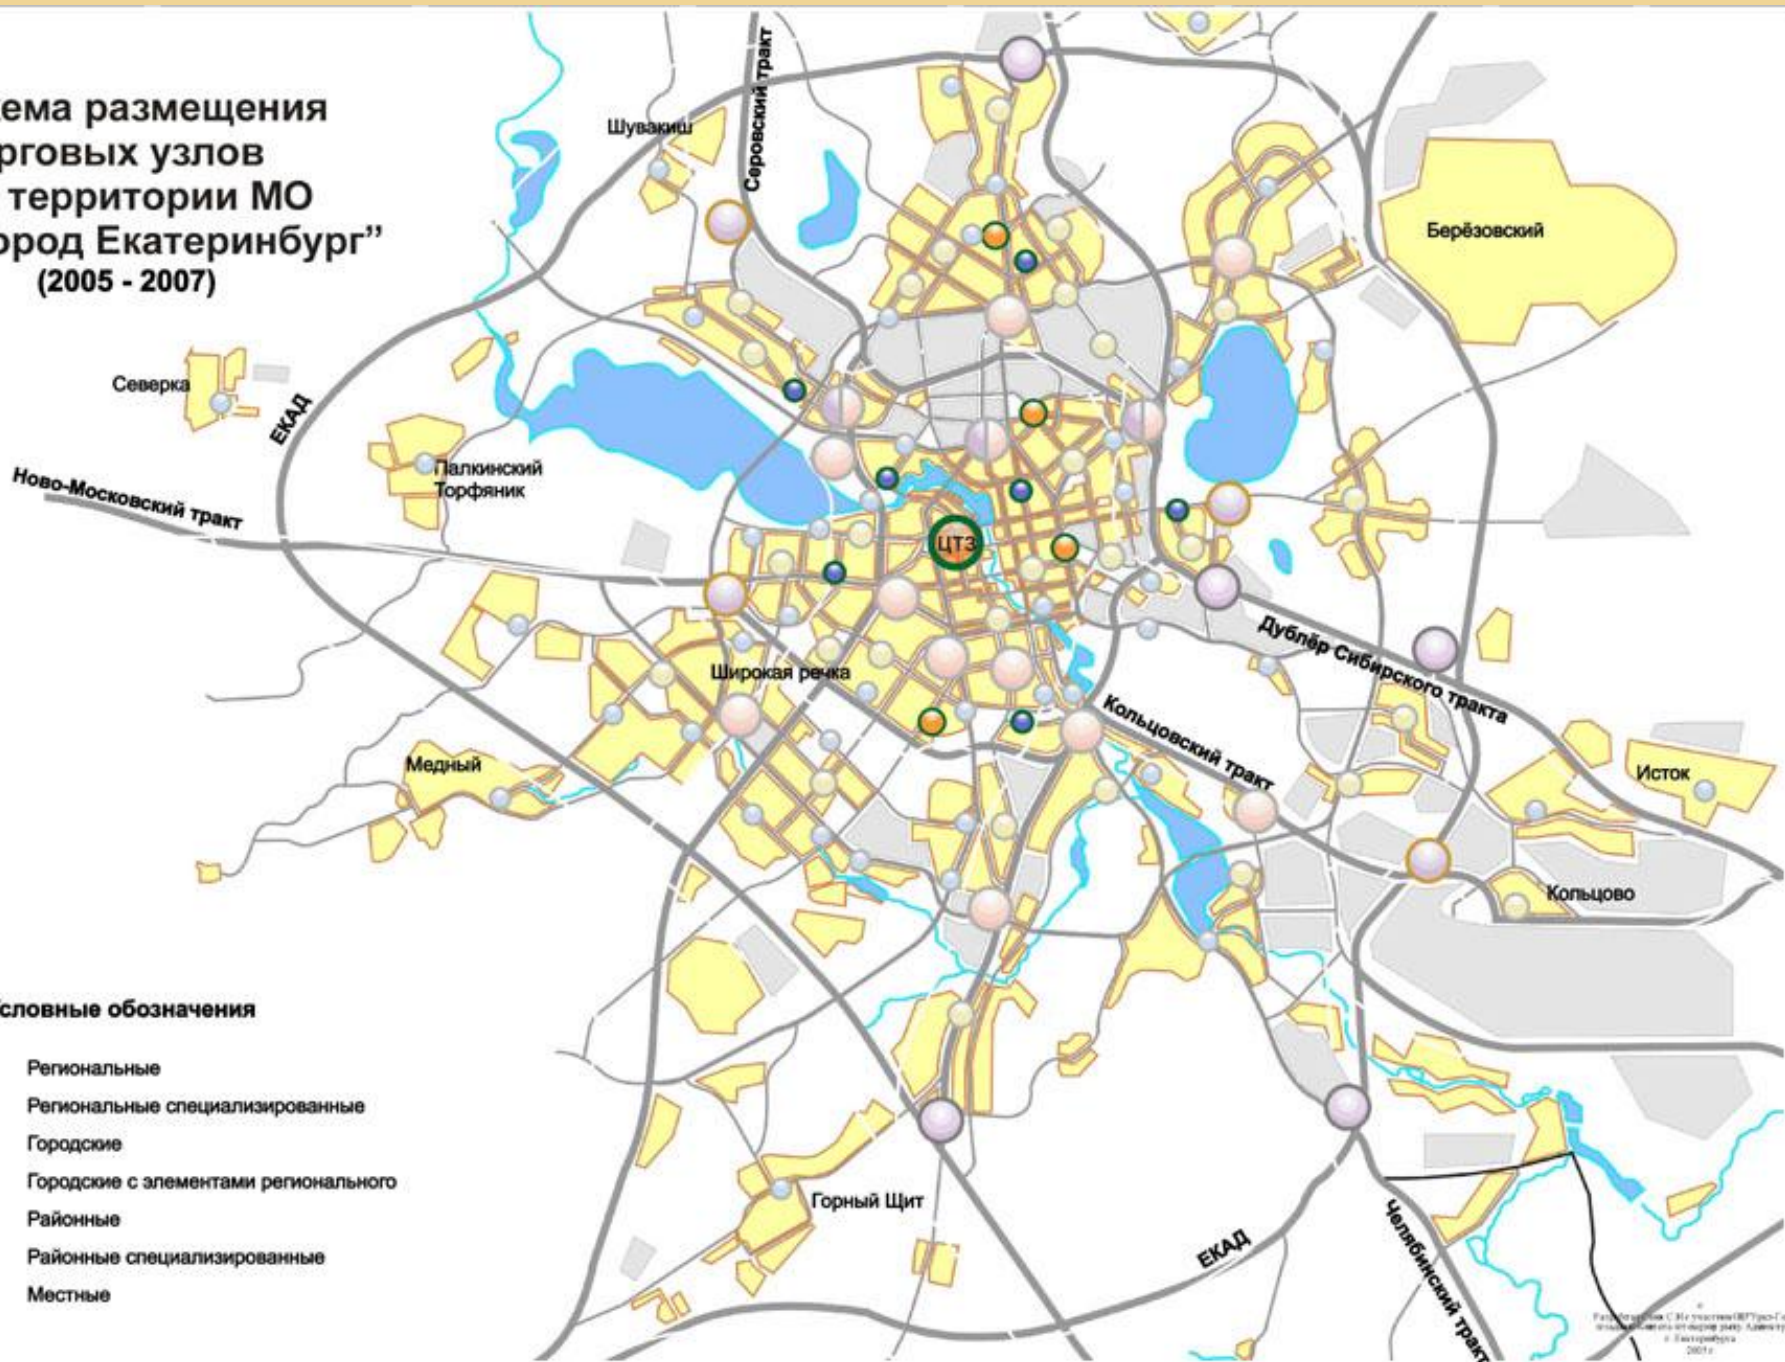 ема размещения
рговых узлов
территории МО
ород Екатеринбург”
(2005 - 2007)
Серовский тракт
Шувакиш
Берёзовский
Северка
ЕКАД
Палкинский
Торфяник
Ново-Московский тракт
ЦТЗ
Дублёр Сибирского тракта
Широкая речка
Кольцовский тракт
Медный
Исток
Кольцово
словные обозначения
Региональные
Региональные специализированные
Городские
Городские с элементами регионального
Районные
Районные специализированные
Местные
Горный Щит
ЕКАД
Челябинский тракт